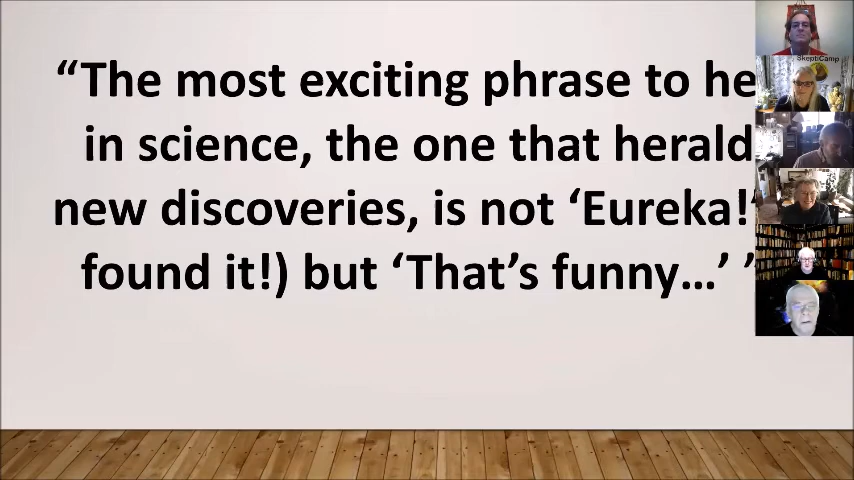 “The most exciting phrase to he
in science, the one that herald
new discoveries, is not ‘Eureka!’
found it!) but ‘That’s funny…’ ”
SkeptiCamp